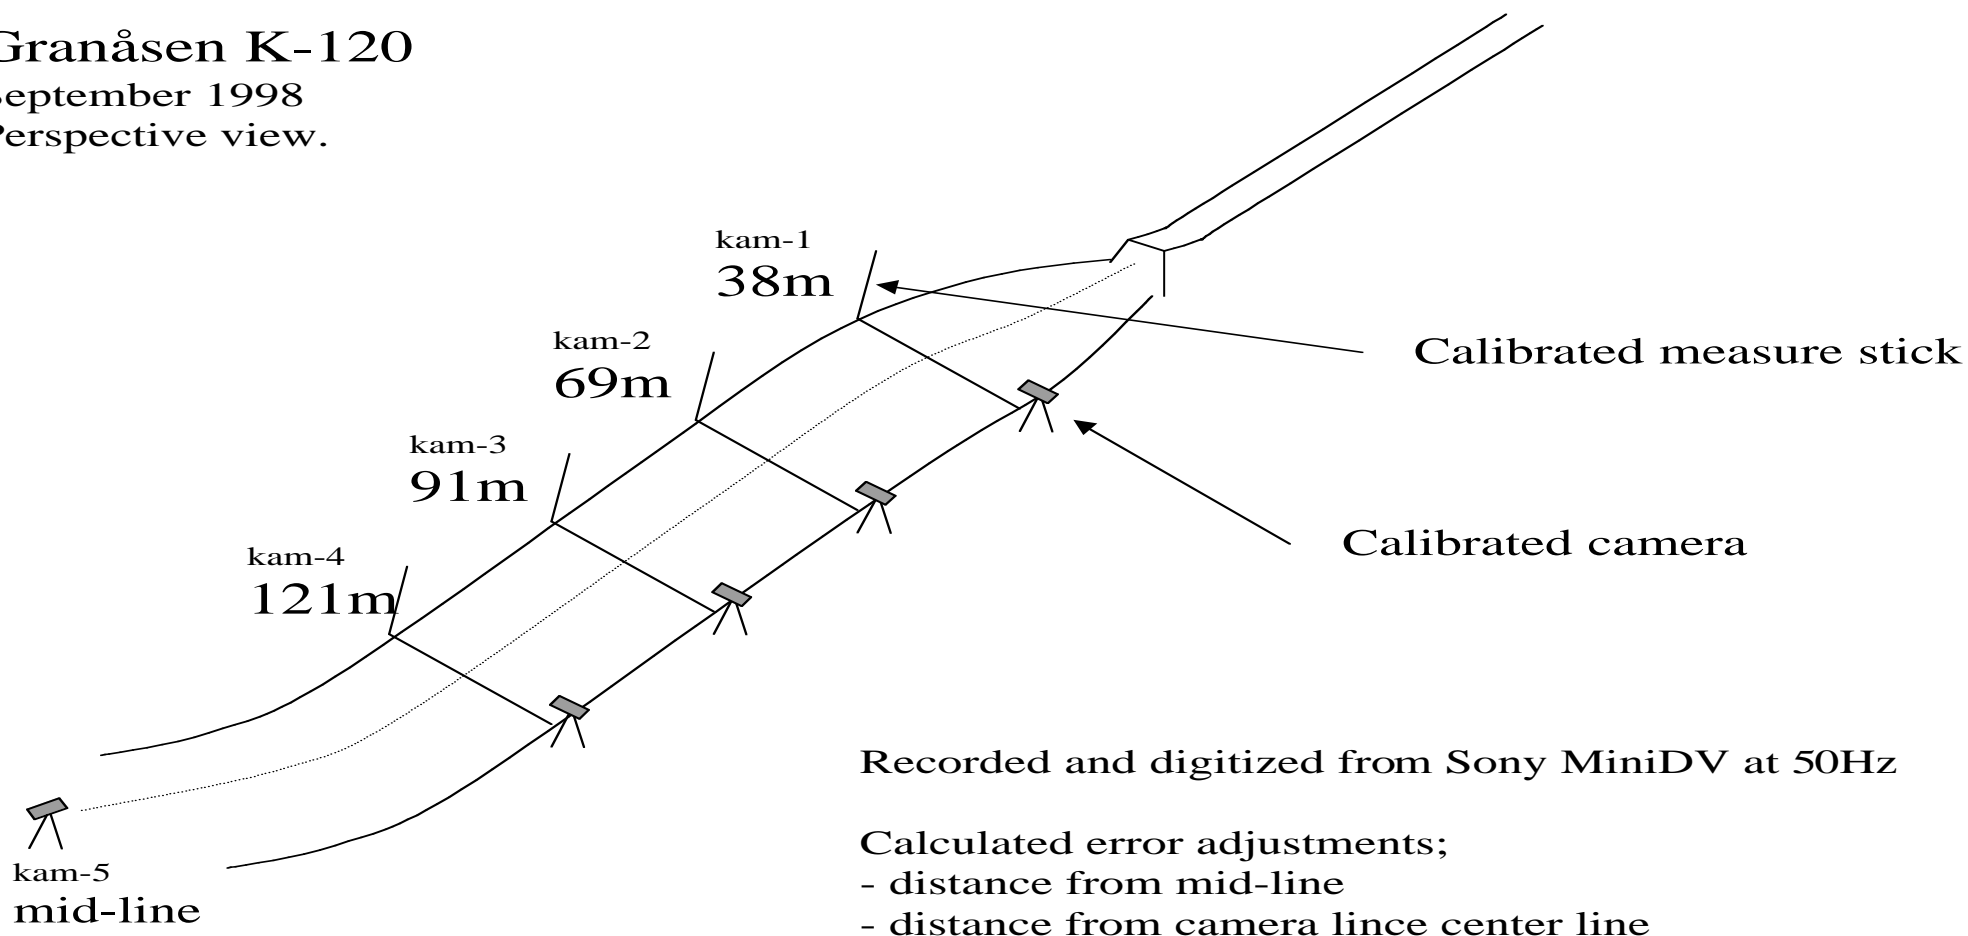 Granåsen K-120
September 1998
Perspective view.
kam-1
38m
kam-2
69m
kam-3
91m
kam-4
121m
Calibrated measure stick
Calibrated camera
kam-5
mid-line
Recorded and digitized from Sony MiniDV at 50Hz
Calculated error adjustments;
- distance from mid-line
- distance from camera lince center line